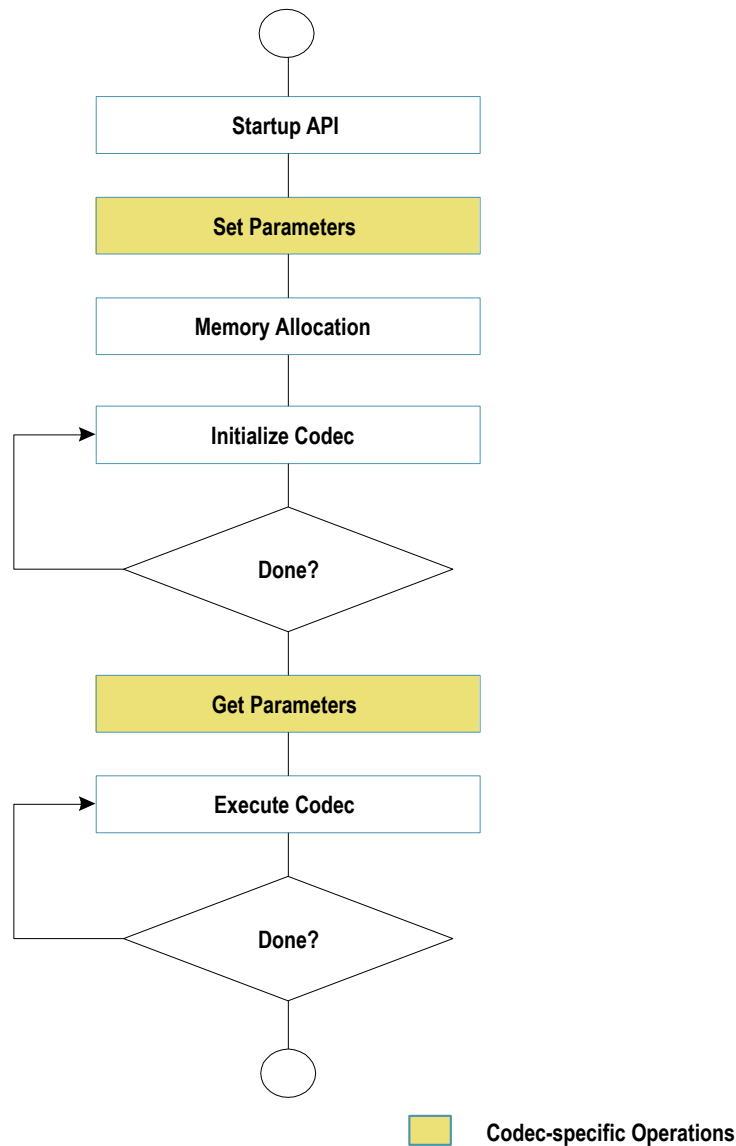 Startup API
Set Parameters
Memory Allocation
Initialize Codec
Done?
Get Parameters
Execute Codec
Done?
Codec-specific Operations